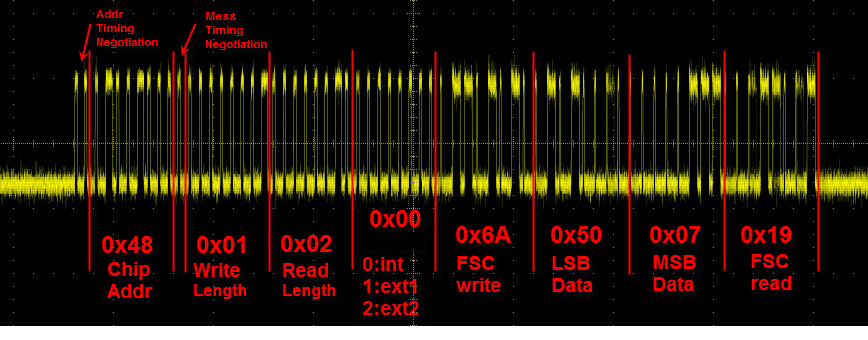 Addr
Timing
Negotiation
Mess
Timing
Negotiation
0x48
Chip
Addr
0x01
Write
Length
0x02
Read
Length
0x00
0:int
1:ext1
2:ext2
0x6A
FSC
write
0x50
LSB
Data
0x07
MSB
Data
0x19
FSC
read